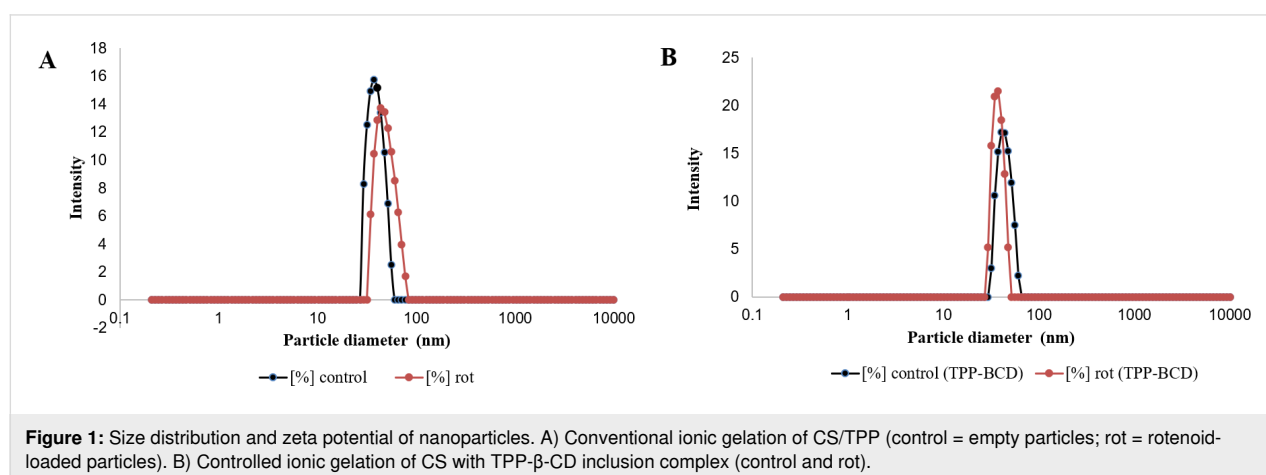 A
18
16
14
12
10
8
6
4
2
0
-2
Intensity
0.1 1 10 100 1000 10000
Particle diameter (nm)
[%] control [%] rot
B
25
20
15
10
5
0
Intensity
0.1 1 10 100 1000 10000
Particle diameter (nm)
[%] control (TPP-BCD) [%] rot (TPP-BCD)
Figure 1: Size distribution and zeta potential of nanoparticles. A) Conventional ionic gelation of CS/TPP (control = empty particles; rot = rotenoid-
loaded particles). B) Controlled ionic gelation of CS with TPP-β-CD inclusion complex (control and rot).